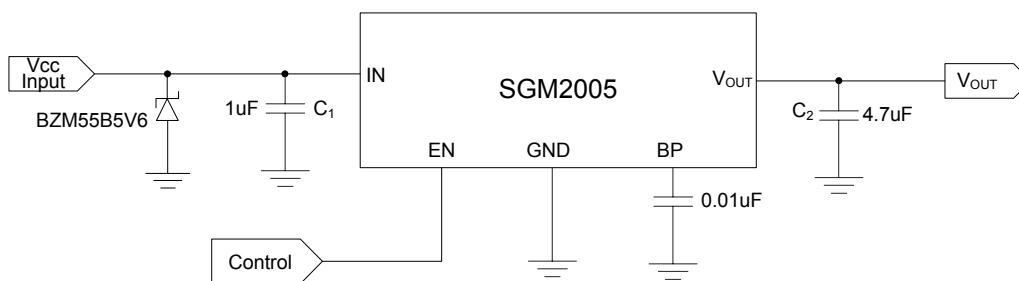 Vcc
Input
BZM55B5V6
1uF
C1
IN
SGM2005
VOUT
EN
GND
BP
C2
4.7uF
VOUT
0.01uF
Control